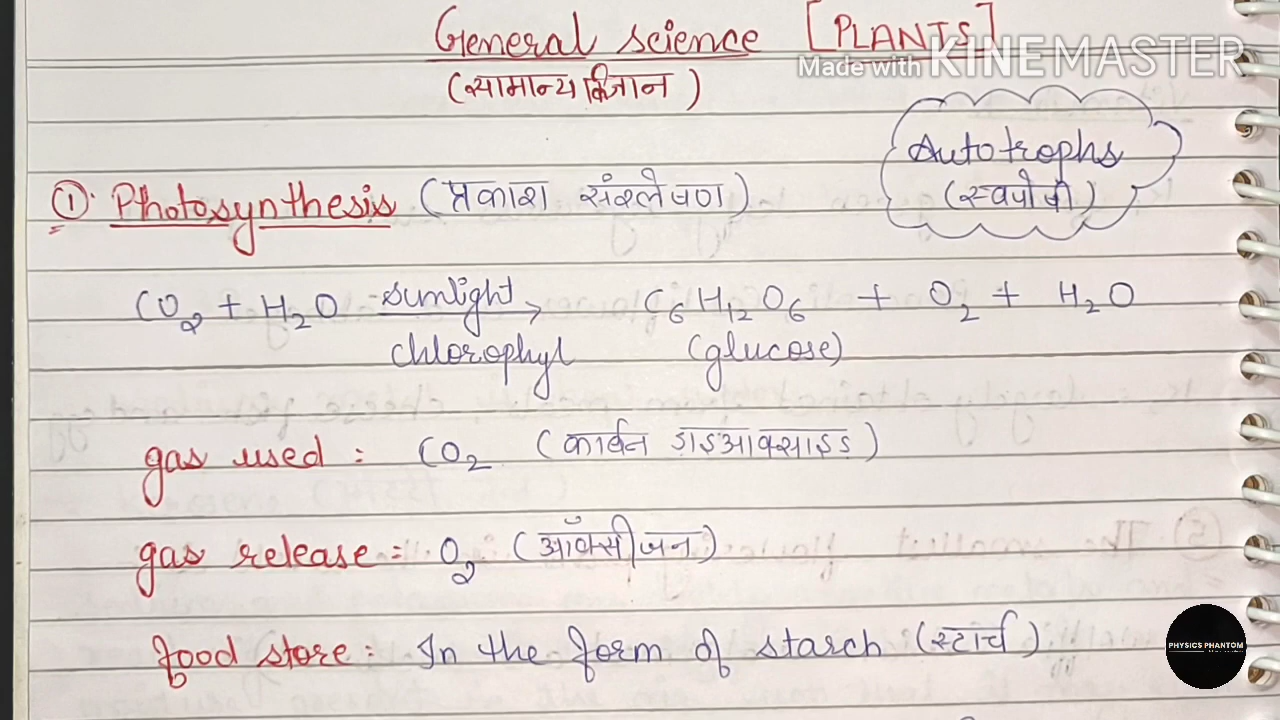 General science [PLANTS]
Made with KINEMASTER
(सामान्य विज्ञान)
Autotrophs
(स्वपोषी)
①. Photosynthesis (प्रकाश संश्लेषण)
CO2 + H2O sunlight → C6H12O6 + O2 + H2O
chlorophyl (glucose)
gas used : CO2 (कार्बन डाइआक्साइड)
gas release : O2 (ऑक्सीजन)
food store : In the form of starch (स्टार्च)
PHYSICS PHANTOM